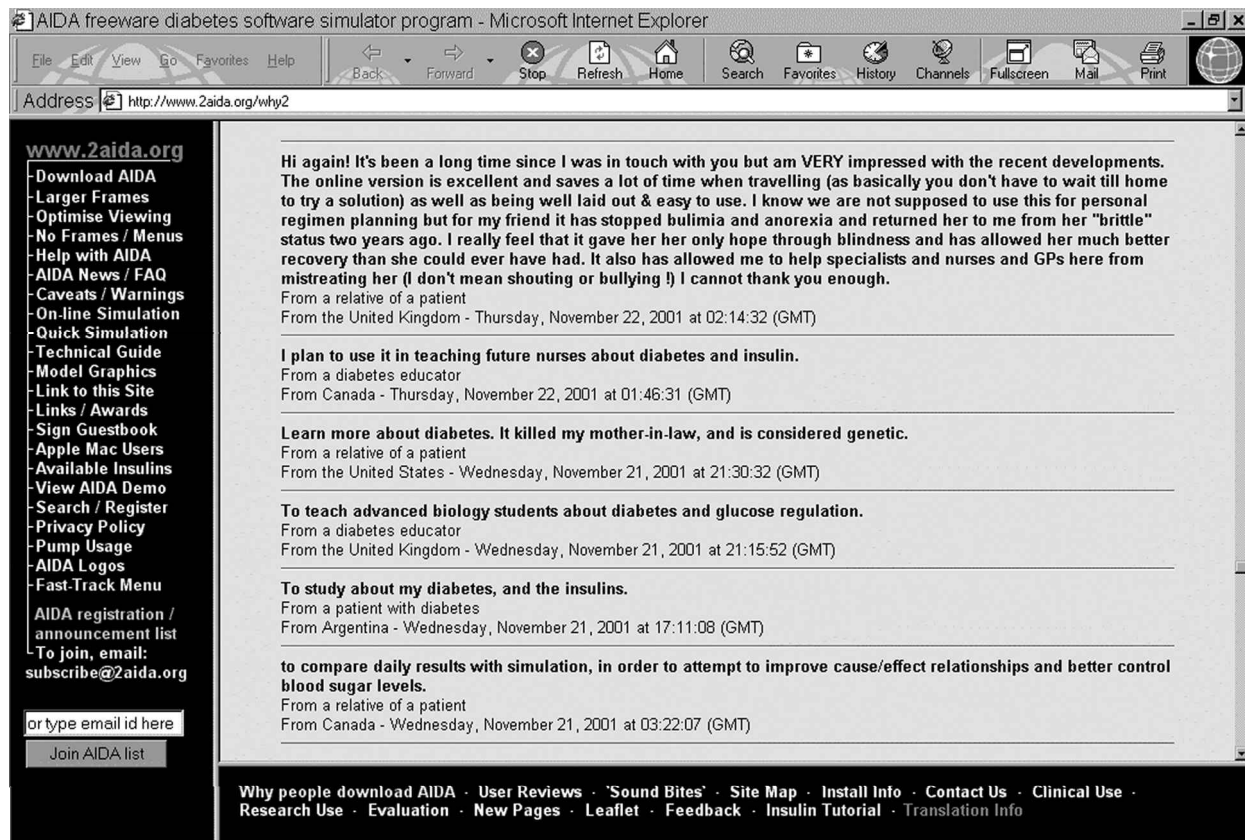 AIDA freeware diabetes software simulator program - Microsoft Internet Explorer
File Edit View Go Favorites Help Back Forward Stop Refresh Home Search Favorites History Channels Fullscreen Mail Print
Address http://www.2aida.org/why2
www.2aida.org
Download AIDA
Larger Frames
Optimise Viewing
No Frames / Menus
Help with AIDA
AIDA News / FAQ
Caveats / Warnings
On-line Simulation
Quick Simulation
Technical Guide
Model Graphics
Link to this Site
Links / Awards
Sign Guestbook
Apple Mac Users
Available Insulins
View AIDA Demo
Search / Register
Privacy Policy
Pump Usage
AIDA Logos
Fast-Track Menu
AIDA registration /
announcement list
To join, email:
subscribe@2aida.org
or type email id here
Join AIDA list
Hi again! It's been a long time since I was in touch with you but am VERY impressed with the recent developments.
The online version is excellent and saves a lot of time when travelling (as basically you don't have to wait till home
to try a solution) as well as being well laid out & easy to use. I know we are not supposed to use this for personal
regimen planning but for my friend it has stopped bulimia and anorexia and returned her to me from her "brittle"
status two years ago. I really feel that it gave her her only hope through blindness and has allowed her much better
recovery than she could ever have had. It also has allowed me to help specialists and nurses and GPs here from
mistreating her (I don't mean shouting or bullying !) I cannot thank you enough.
From a relative of a patient
From the United Kingdom - Thursday, November 22, 2001 at 02:14:32 (GMT)
I plan to use it in teaching future nurses about diabetes and insulin.
From a diabetes educator
From Canada - Thursday, November 22, 2001 at 01:46:31 (GMT)
Learn more about diabetes. It killed my mother-in-law, and is considered genetic.
From a relative of a patient
From the United States - Wednesday, November 21, 2001 at 21:30:32 (GMT)
To teach advanced biology students about diabetes and glucose regulation.
From a diabetes educator
From the United Kingdom - Wednesday, November 21, 2001 at 21:15:52 (GMT)
To study about my diabetes, and the insulins.
From a patient with diabetes
From Argentina - Wednesday, November 21, 2001 at 17:11:08 (GMT)
to compare daily results with simulation, in order to attempt to improve cause/effect relationships and better control
blood sugar levels.
From a relative of a patient
From Canada - Wednesday, November 21, 2001 at 03:22:07 (GMT)
Why people download AIDA · User Reviews · 'Sound Bites' · Site Map · Install Info · Contact Us · Clinical Use ·
Research Use · Evaluation · New Pages · Leaflet · Feedback · Insulin Tutorial · Translation Info